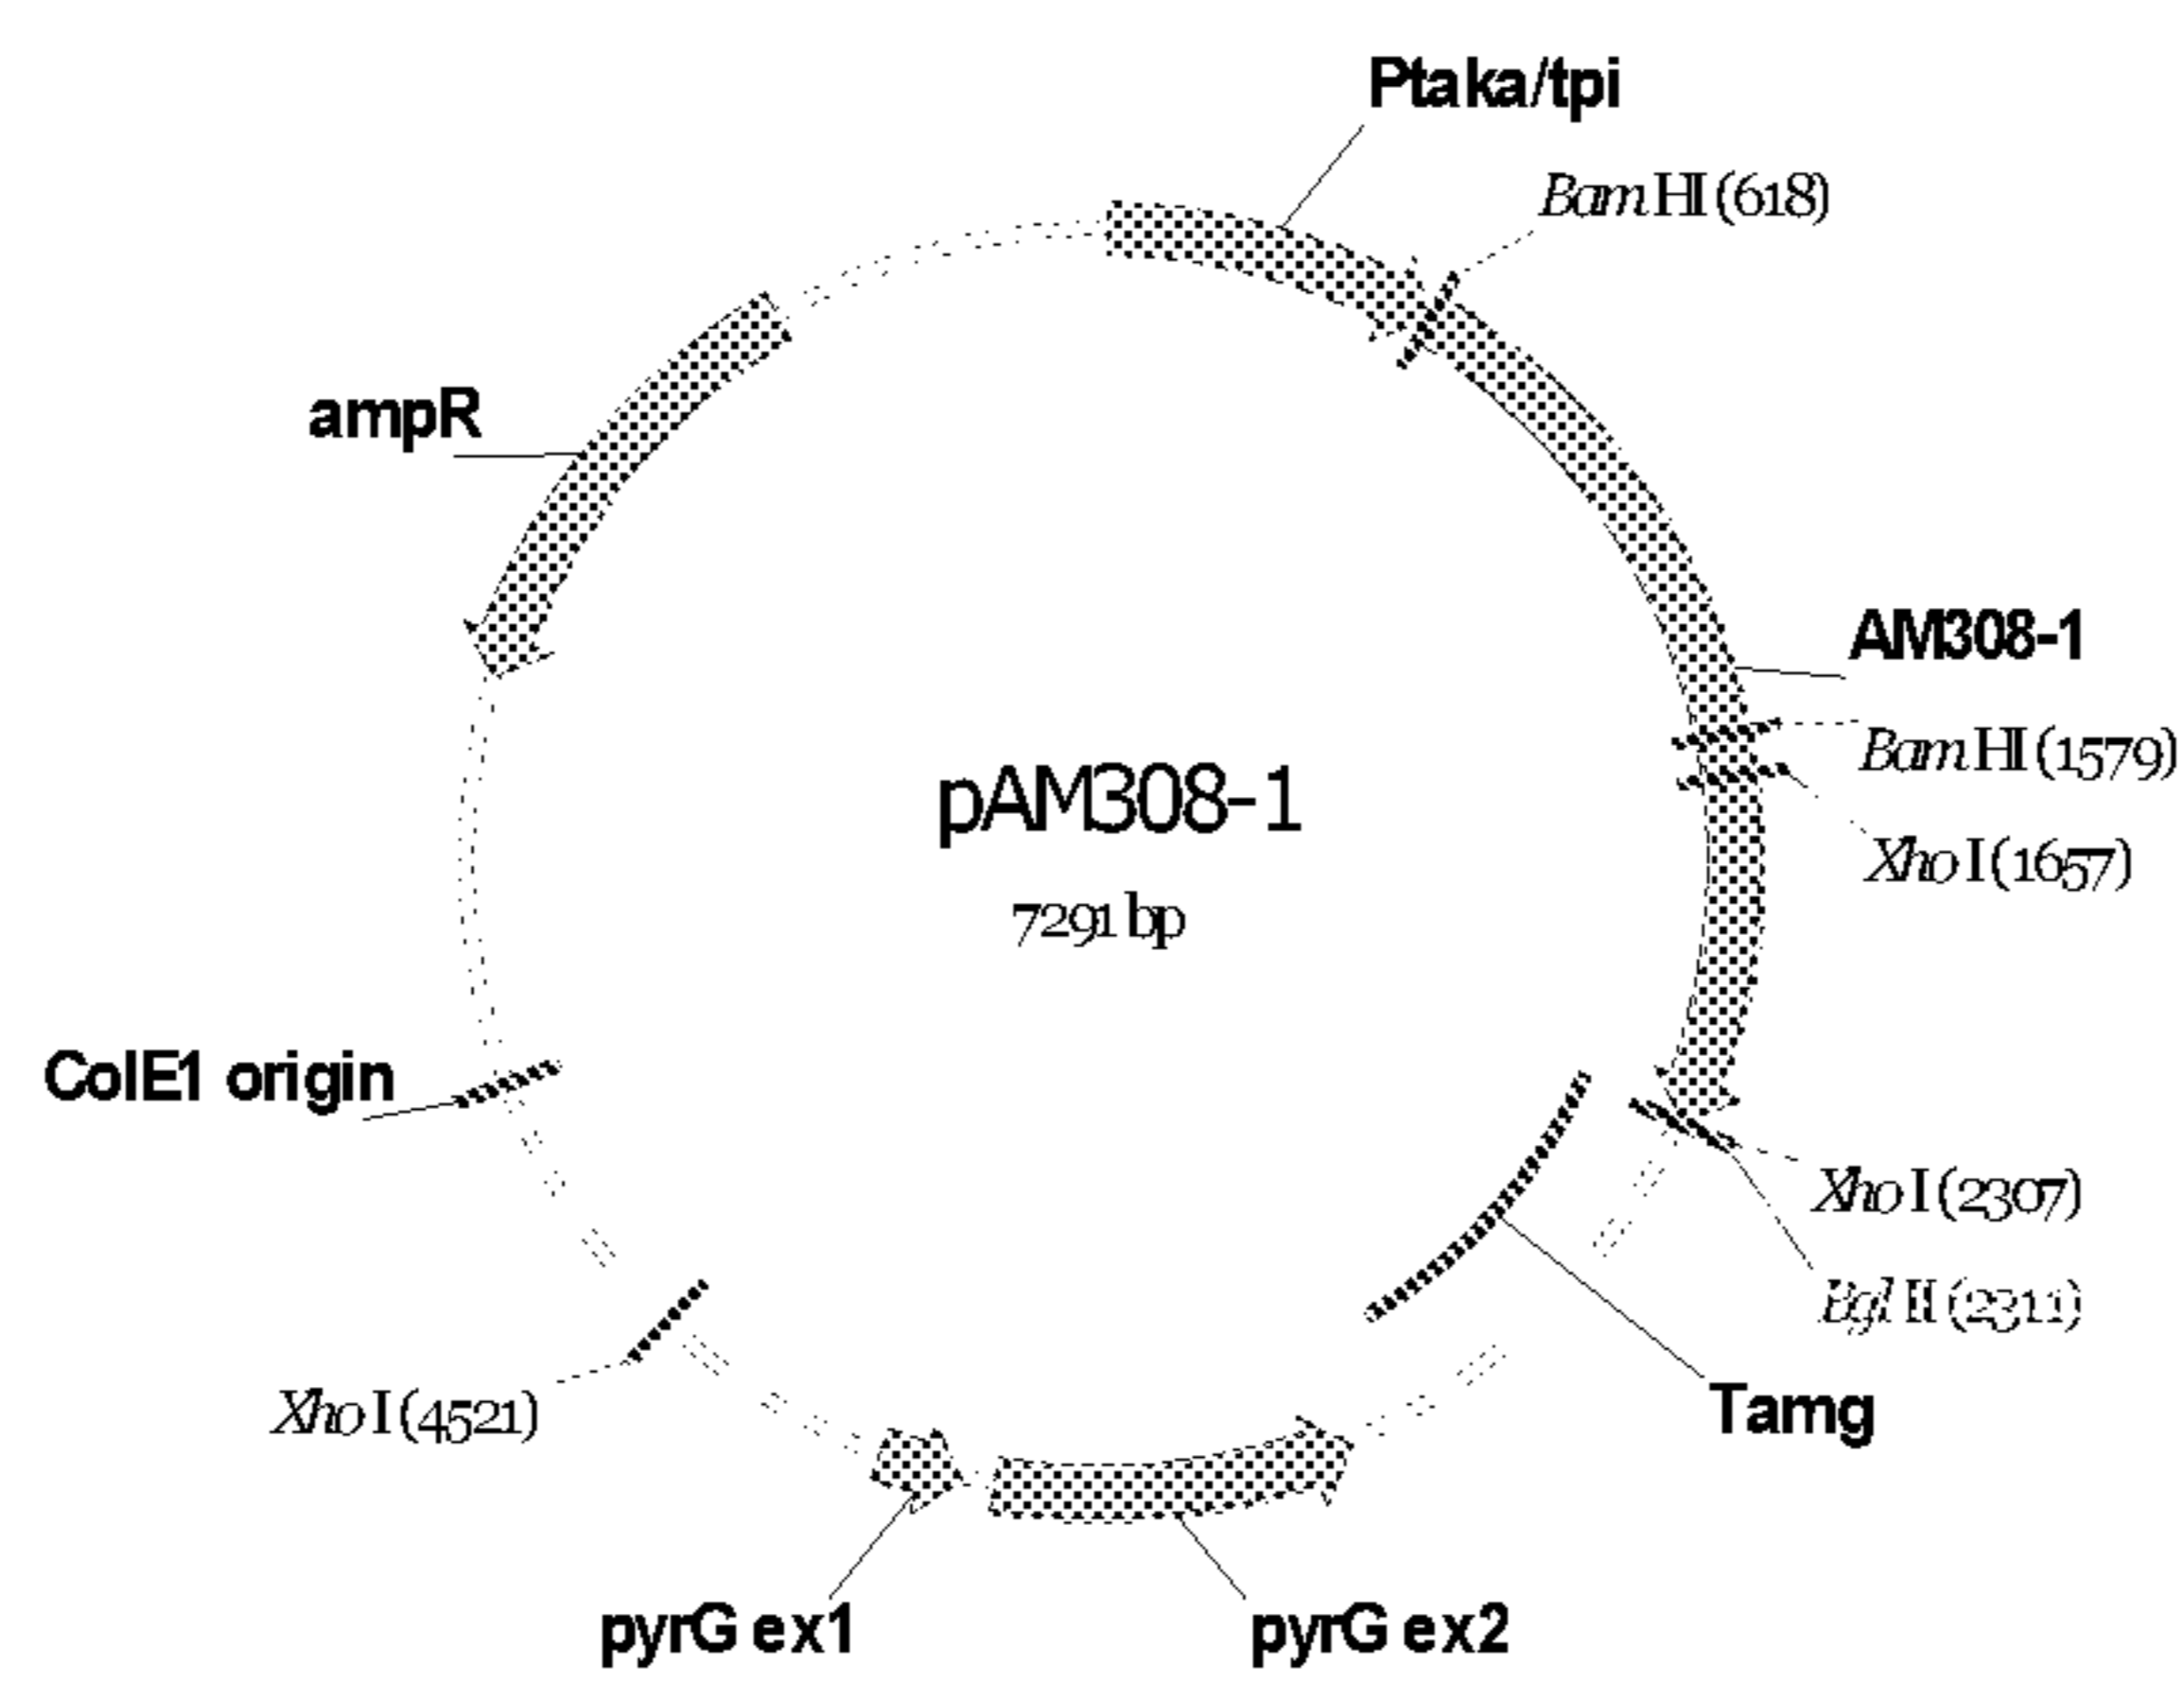 Ptaka/tpi
BamHI (618)
ampR
AM308-1
BamHI (1579)
pAM308-1
XhoI (1657)
7291 bp
ColE1 origin
XhoI (2307)
BglII (2311)
XhoI (4521)
Tamg
pyrG ex1
pyrG ex2